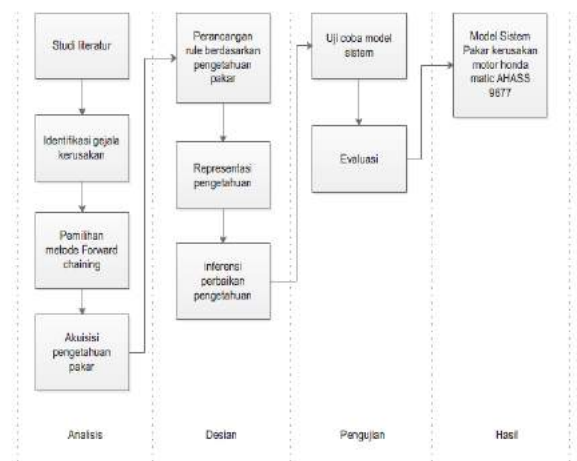 Studi literatur
Identifikasi gejala
kerusakan
Pemilihan
metode Forward
chaining
Akuisisi
pengetahuan
pakar
Perancangan
rule berdasarkan
pengetahuan
pakar
Representasi
pengetahuan
Inferensi
perbaikan
pengetahuan
Uji coba model
sistem
Evaluasi
Model Sistem
Pakar kerusakan
motor honda
matic AHASS
9677
Analisis
Desian
Pengujian
Hasil